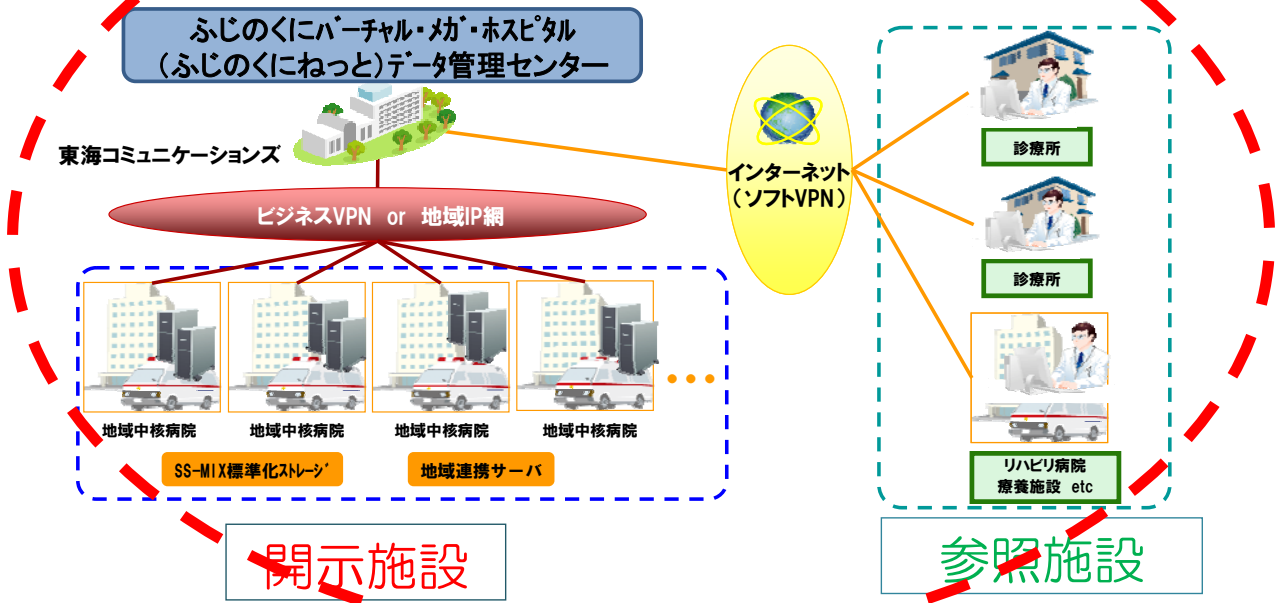 ふじのくにﾊﾞｰﾁｬﾙ・ﾒｶﾞ・ﾎｽﾋﾟﾀﾙ
（ふじのくにねっと）ﾃﾞｰﾀ管理センター
東海コミュニケーションズ
ビジネスVPN or 地域IP網
地域中核病院
地域中核病院
地域中核病院
地域中核病院
SS-MIX標準化ｽﾄﾚｰｼﾞ
地域連携サーバ
開示施設
インターネット
（ソフトVPN）
診療所
診療所
リハビリ病院
療養施設 etc
参照施設